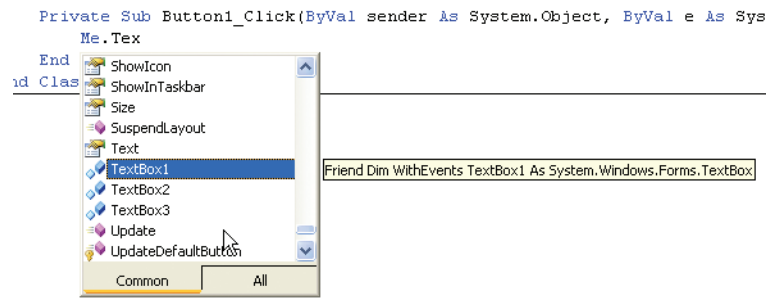 Private Sub Button1_Click(ByVal sender As System.Object, ByVal e As Sys
Me.Tex
End
nd Clas
ShowIcon
ShowInTaskbar
Size
SuspendLayout
Text
TextBox1
Friend Dim WithEvents TextBox1 As System.Windows.Forms.TextBox
TextBox2
TextBox3
Update
UpdateDefaultButton
Common All